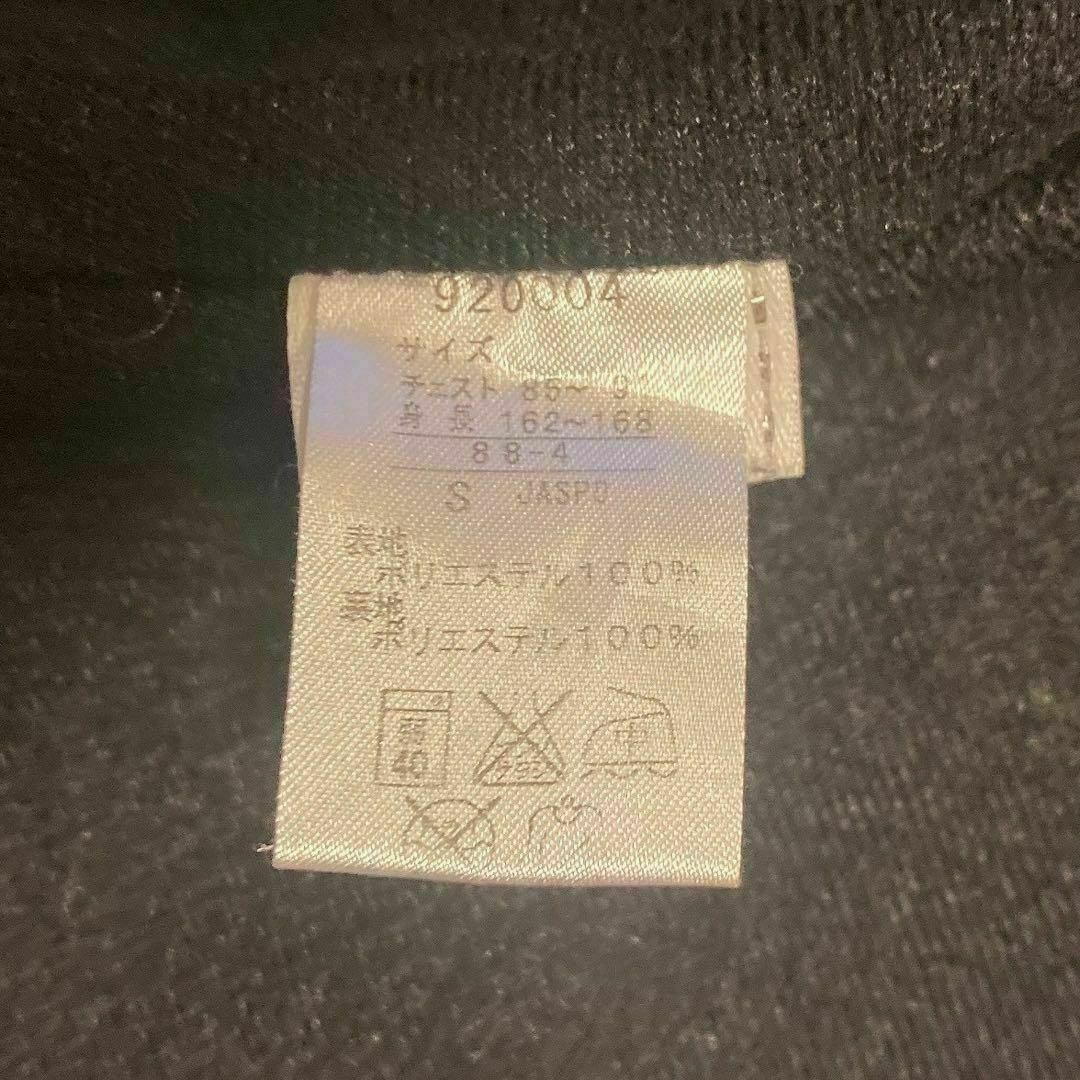 920004
サイズ
チェスト 85～9
身長 162～168
88-4
S JASPO
表地
ポリエステル100%
裏地
ポリエステル100%
40
中